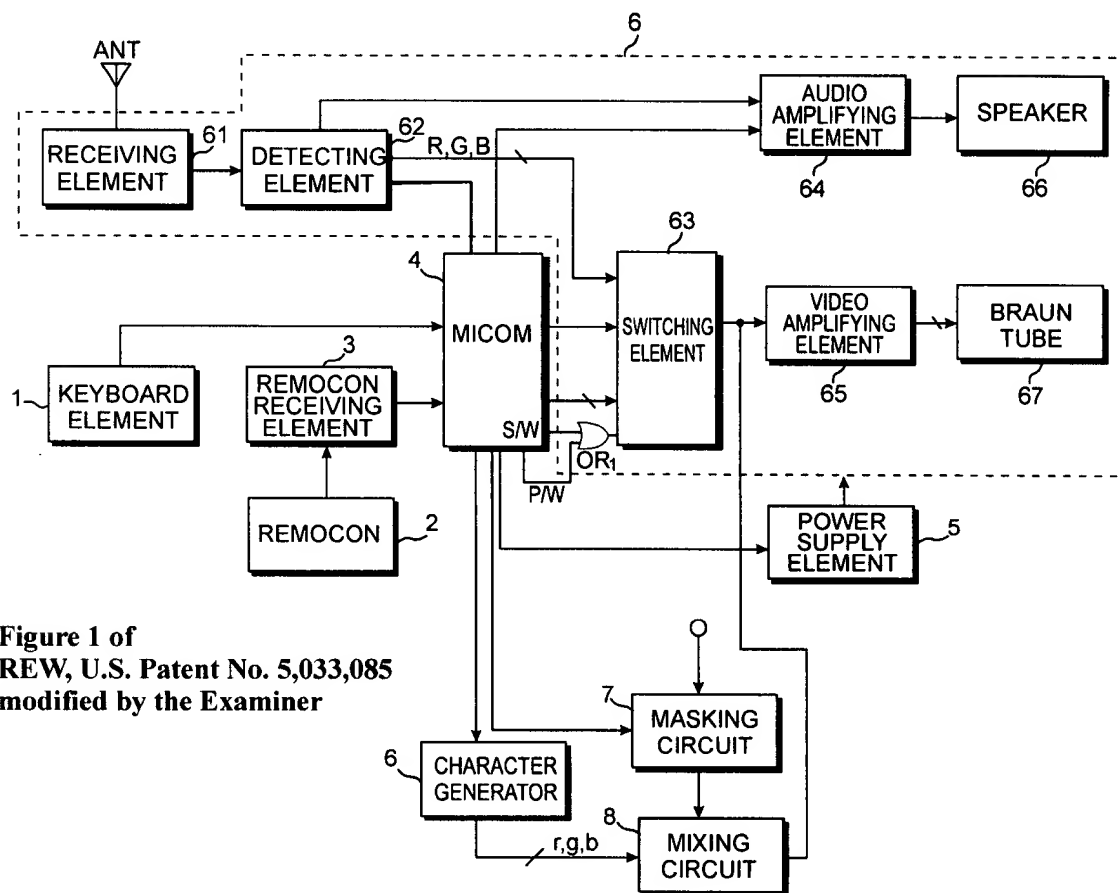 ANT
6
RECEIVING
ELEMENT
61
DETECTING
ELEMENT
62
R,G,B
AUDIO
AMPLIFYING
ELEMENT
64
SPEAKER
66
4
MICOM
S/W
P/W
OR1
63
SWITCHING
ELEMENT
VIDEO
AMPLIFYING
ELEMENT
65
BRAUN
TUBE
67
1
KEYBOARD
ELEMENT
3
REMOCON
RECEIVING
ELEMENT
REMOCON
2
POWER
SUPPLY
ELEMENT
5
Figure 1 of
REW, U.S. Patent No. 5,033,085
modified by the Examiner
7
MASKING
CIRCUIT
6
CHARACTER
GENERATOR
r,g,b
8
MIXING
CIRCUIT